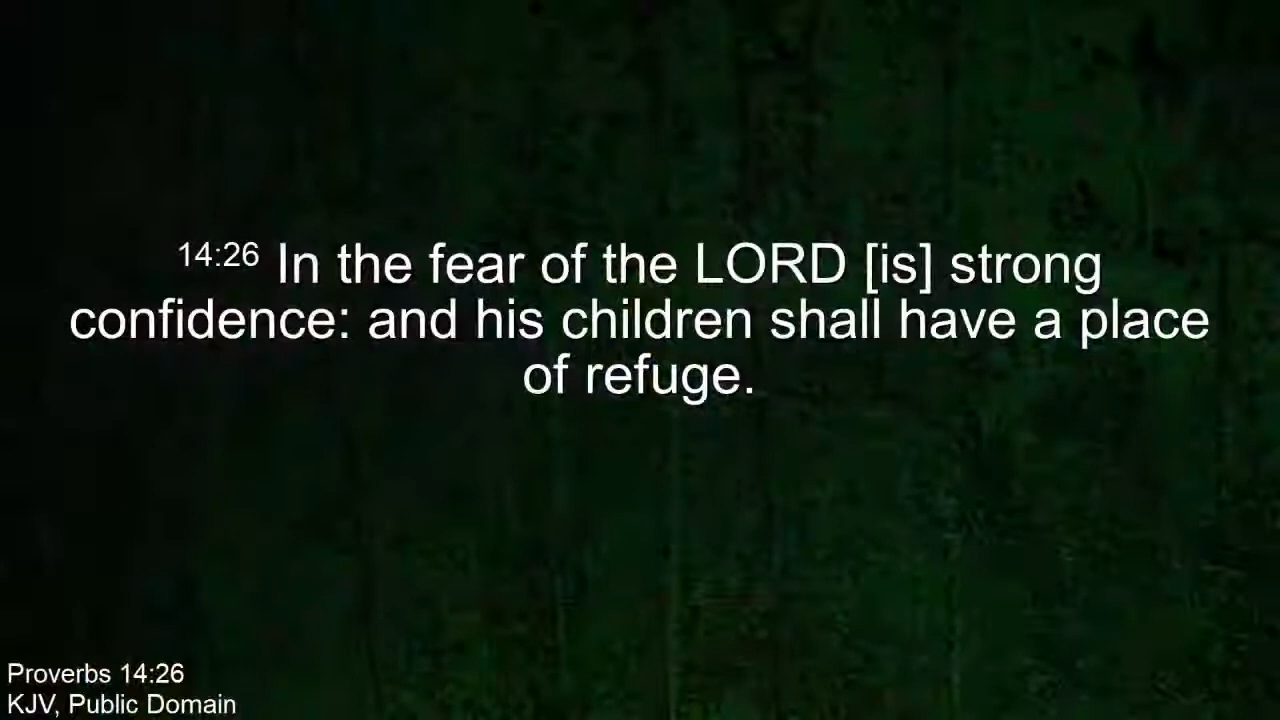 14:26 In the fear of the LORD [is] strong
confidence: and his children shall have a place
of refuge.
Proverbs 14:26
KJV, Public Domain